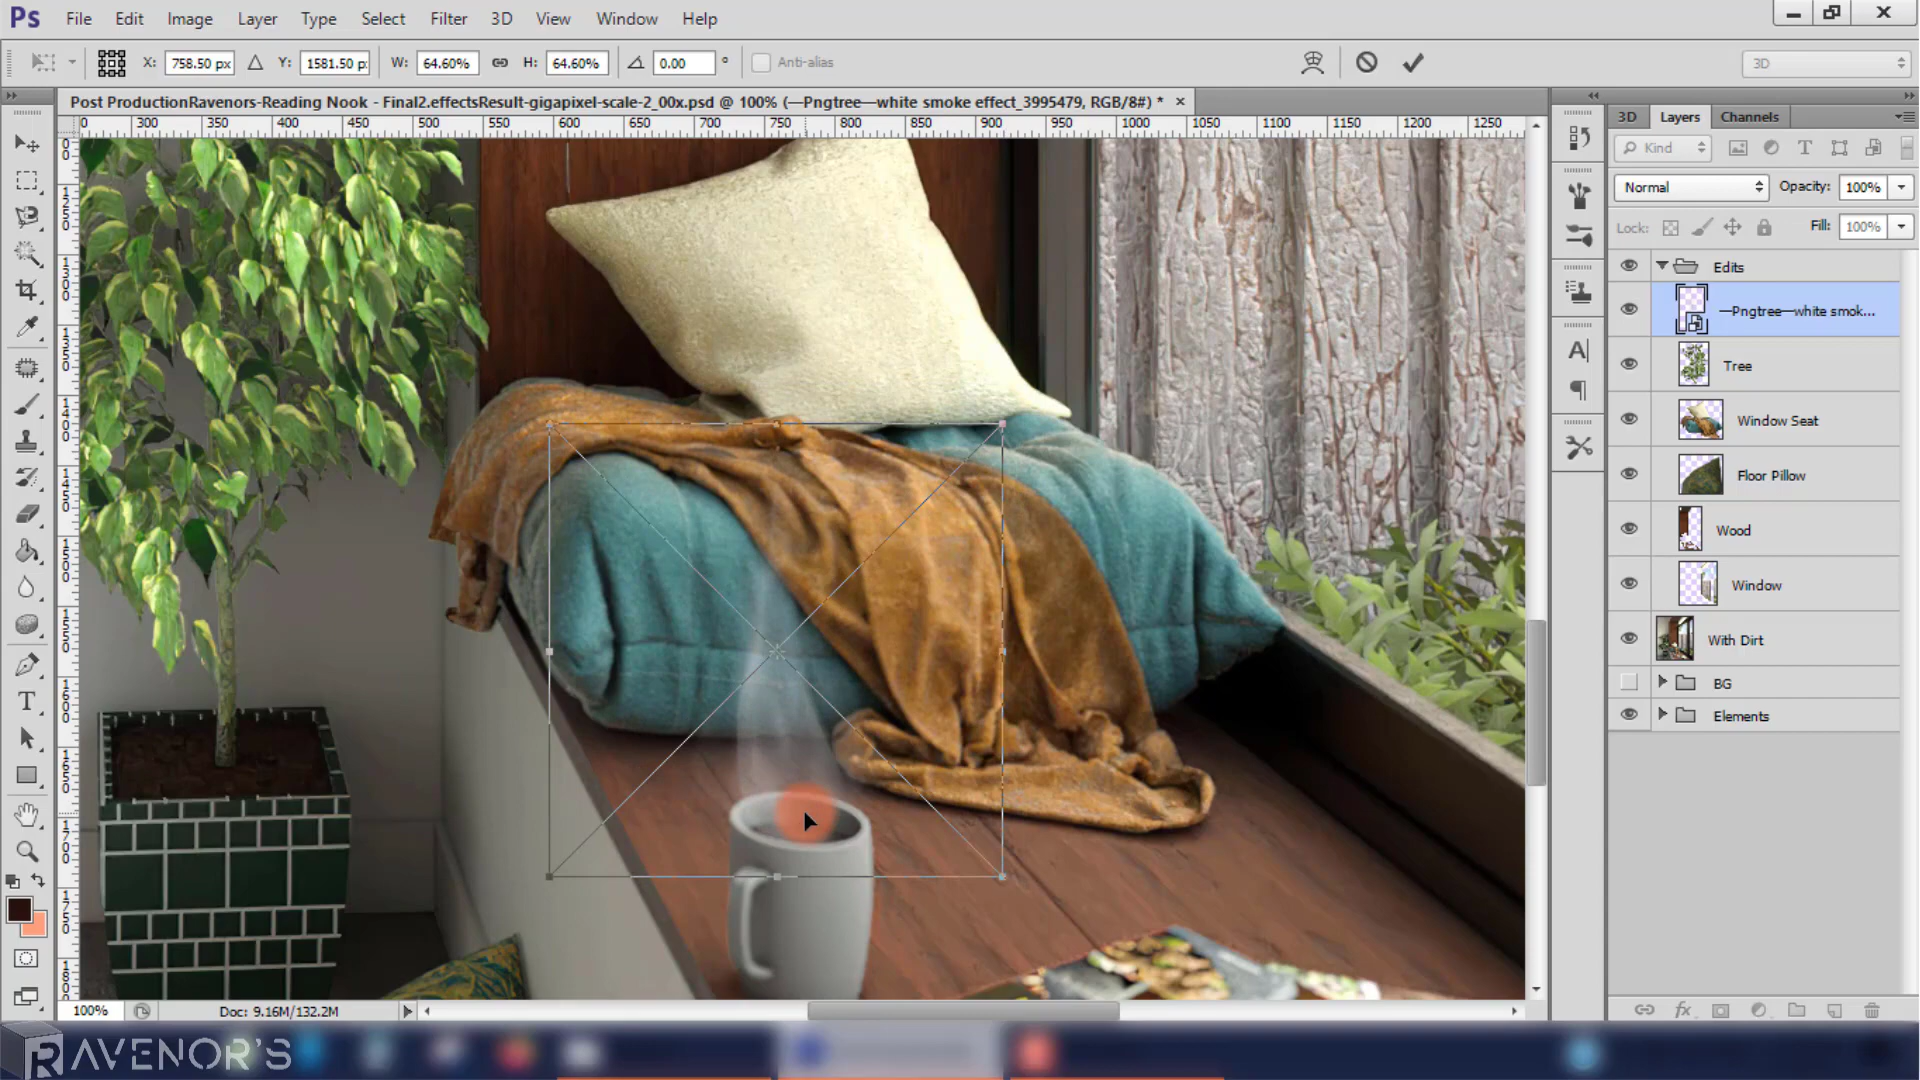 Ps File Edit Image Layer Type Select Filter 3D View Window Help
X: 758.50 px Y: 1581.50 p: W: 64.60% H: 64.60% 0.00 ° Anti-alias 3D
Post ProductionRavenors-Reading Nook - Final2.effectsResult-gigapixel-scale-2_00x.psd @ 100% (—Pngtree—white smoke effect_3995479, RGB/8#) *
300 350 400 450 500 550 600 650 700 750 800 850 900 950 1000 1050 1100 1150 1200 1250
3D Layers Channels
Kind
Normal Opacity: 100%
Lock: Fill: 100%
Edits
—Pngtree—white smok...
Tree
Window Seat
Floor Pillow
Wood
Window
With Dirt
BG
Elements
100% Doc: 9.16M/132.2M
RAVENOR'S